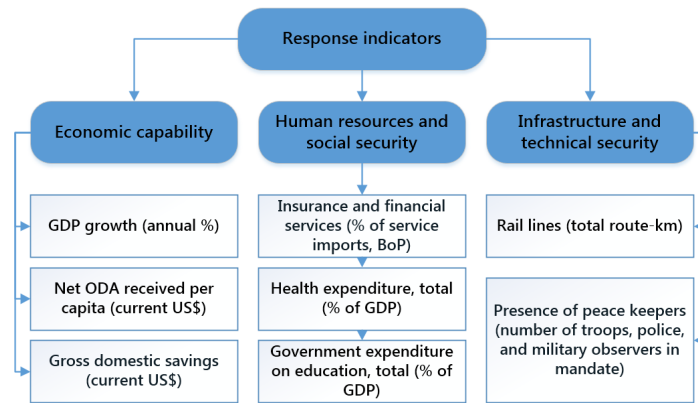 Response indicators
Economic capability
Human resources and
social security
Infrastructure and
technical security
GDP growth (annual %)
Insurance and financial
services (% of service
imports, BoP)
Rail lines (total route-km)
Net ODA received per
capita (current US$)
Health expenditure, total
(% of GDP)
Presence of peace keepers
(number of troops, police,
and military observers in
mandate)
Gross domestic savings
(current US$)
Government expenditure
on education, total (% of
GDP)